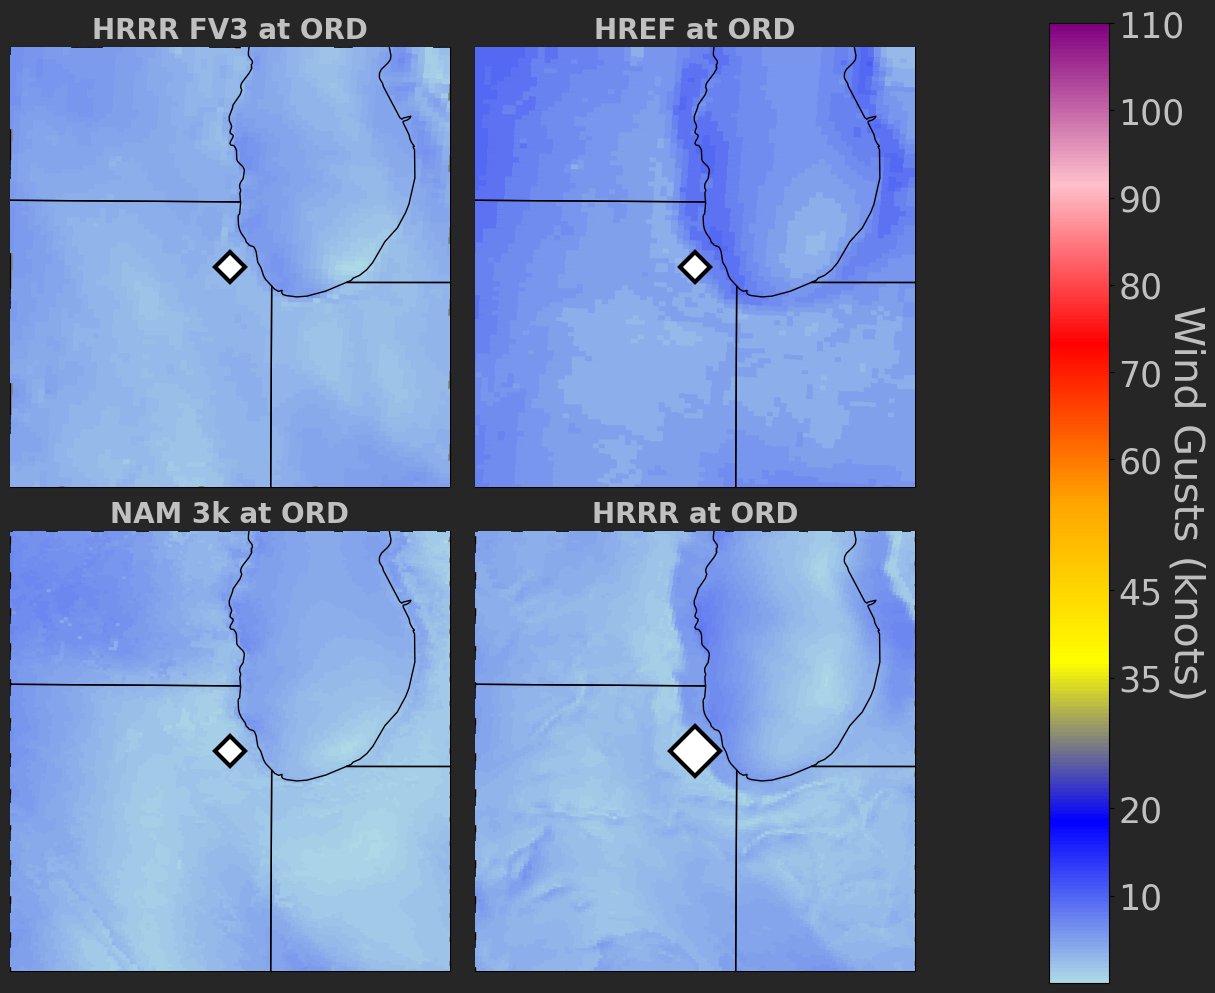 HRRR FV3 at ORD
HREF at ORD
NAM 3k at ORD
HRRR at ORD
110
100
90
80
70
60
45
35
20
10
Wind Gusts (knots)